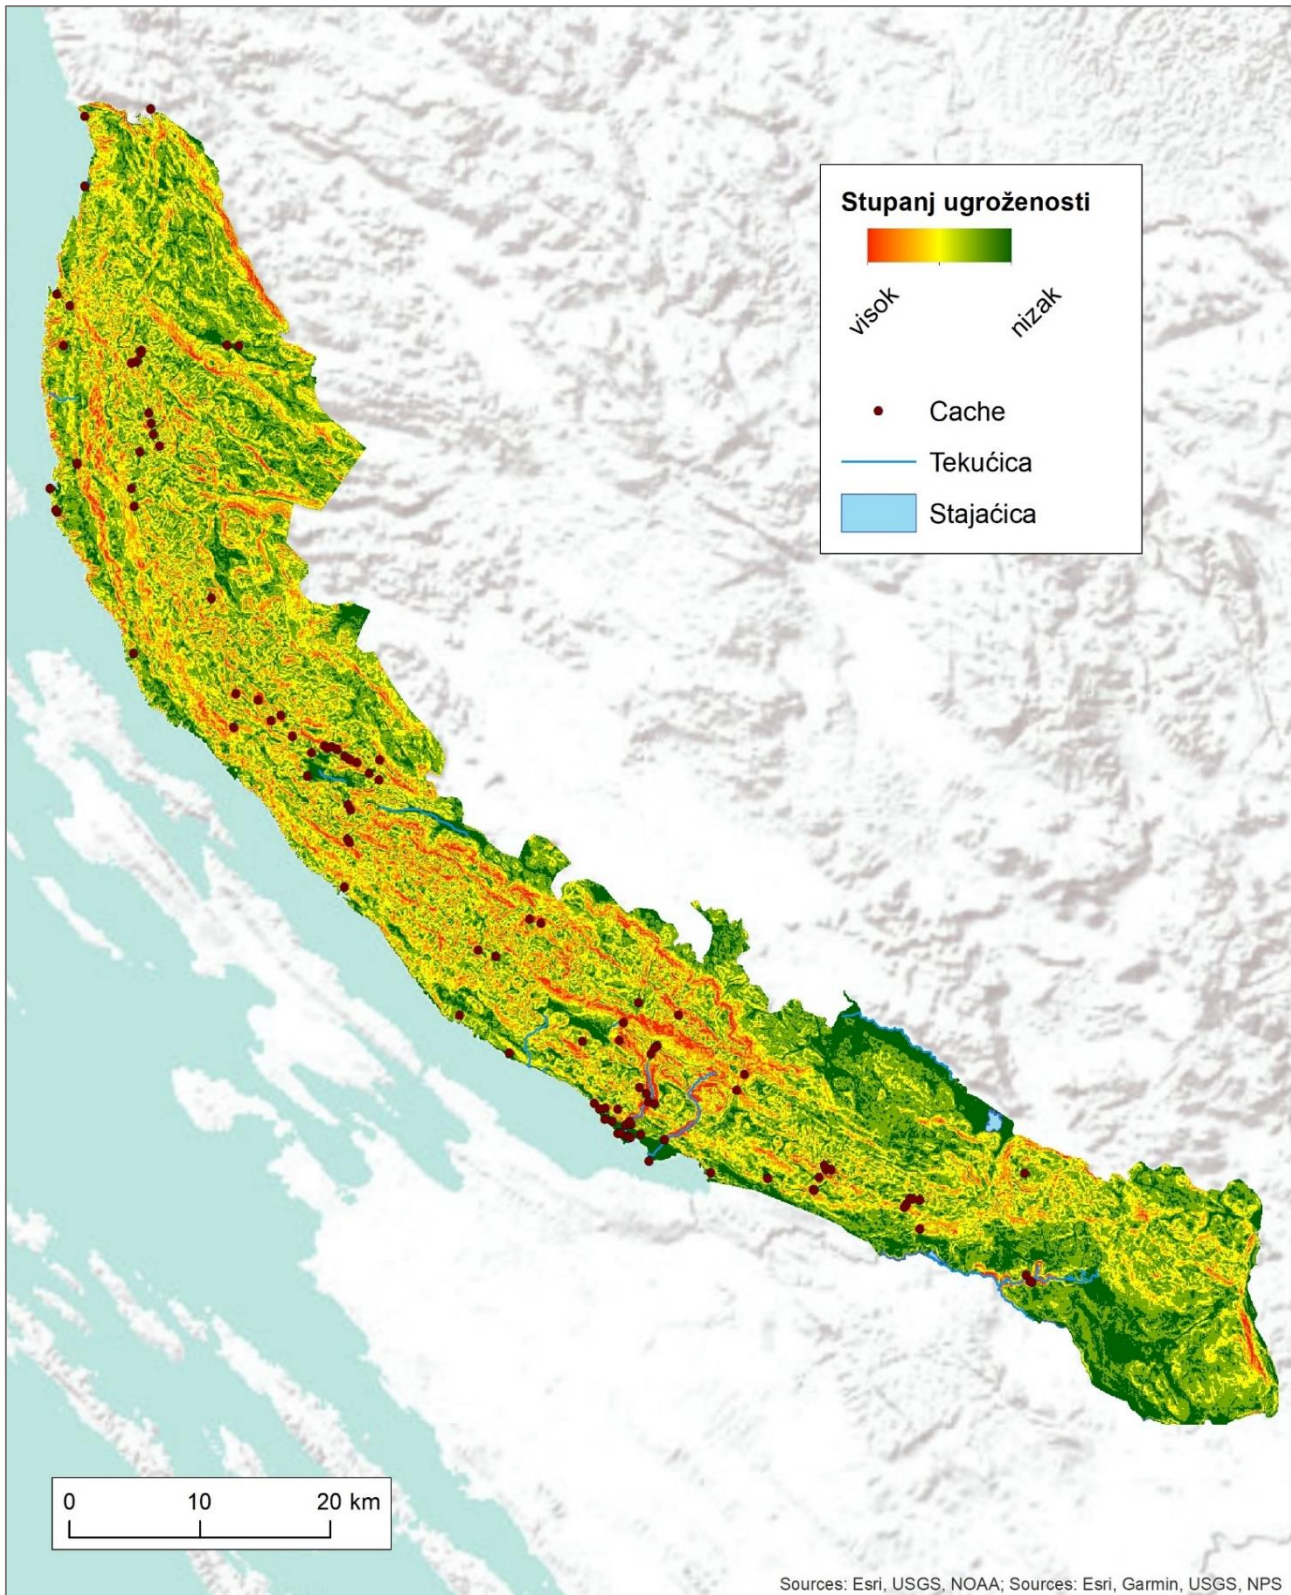 Stupanj ugroženosti
visok
nizak
Cache
Tekućica
Stajaćica
0 10 20 km
Sources: Esri, USGS, NOAA; Sources: Esri, Garmin, USGS, NPS